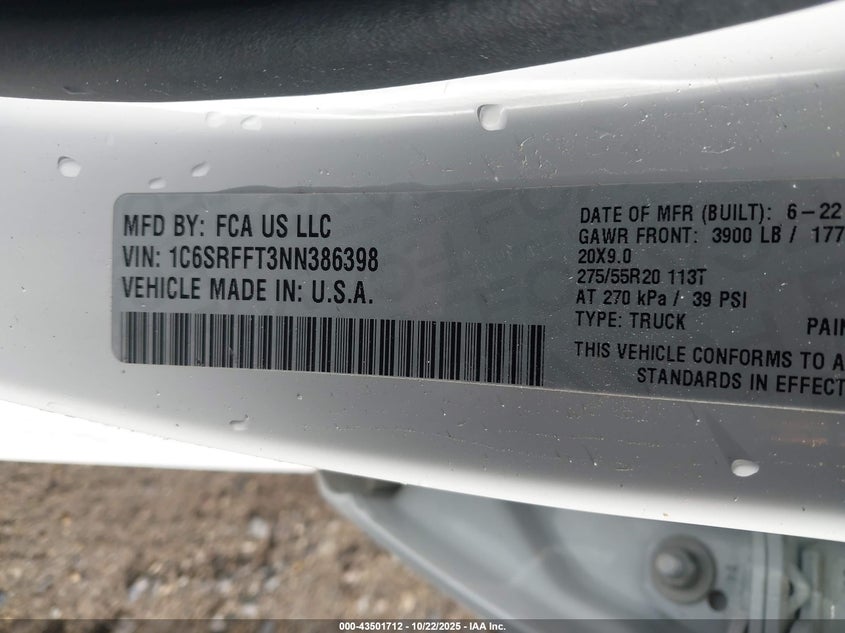 MFD BY: FCA US LLC
VIN: 1C6SRFFT3NN386398
VEHICLE MADE IN: U.S.A.
DATE OF MFR (BUILT): 6-22
GAWR FRONT: 3900 LB / 177
20X9.0
275/55R20 113T
AT 270 kPa / 39 PSI
TYPE: TRUCK PAIN
THIS VEHICLE CONFORMS TO A
STANDARDS IN EFFECT
000-43501712 - 10/22/2025 - IAA Inc.